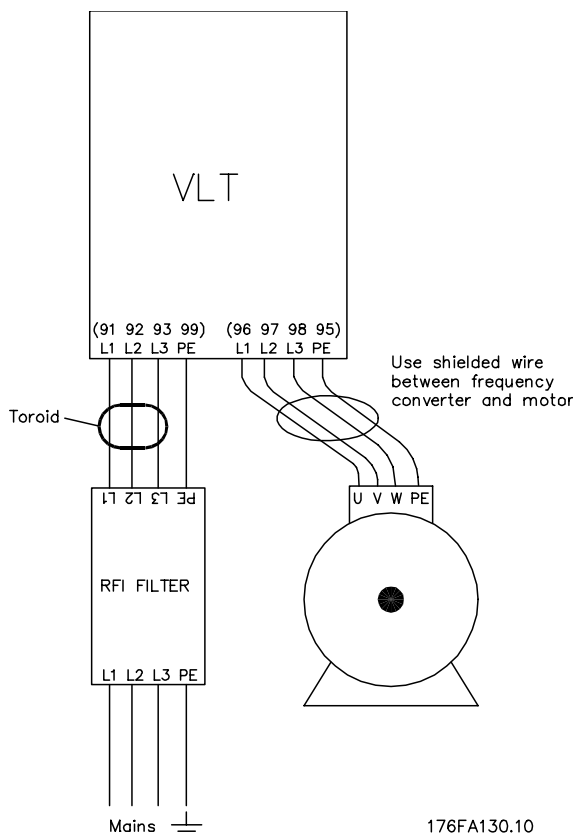 VLT
(91 92 93 99) (96 97 98 95)
L1 L2 L3 PE L1 L2 L3 PE
Use shielded wire
between frequency
converter and motor
Toroid
L1 L2 L3 PE
U V W PE
RFI FILTER
L1 L2 L3 PE
Mains
176FA130.10